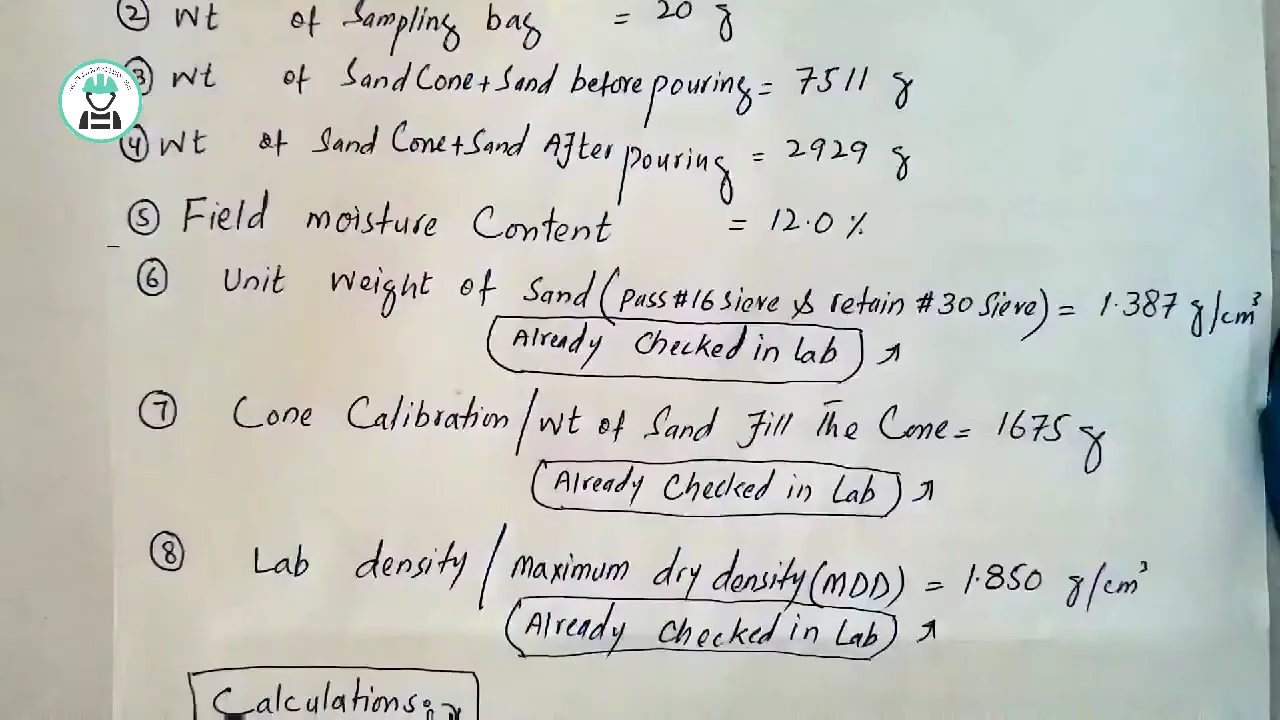 ② Wt of Sampling bag = 20 g
③ Wt of Sand Cone + Sand before pouring = 7511 g
④ Wt of Sand Cone + Sand After pouring = 2929 g
⑤ Field moisture Content = 12.0 %
⑥ Unit Weight of Sand (pass #16 sieve & retain #30 Sieve) = 1.387 g/cm³
Already Checked in lab
⑦ Cone Calibration / wt of Sand fill The Cone = 1675 g
Already Checked in Lab
⑧ Lab density / maximum dry density (MDD) = 1.850 g/cm³
Already Checked in Lab
Calculations: